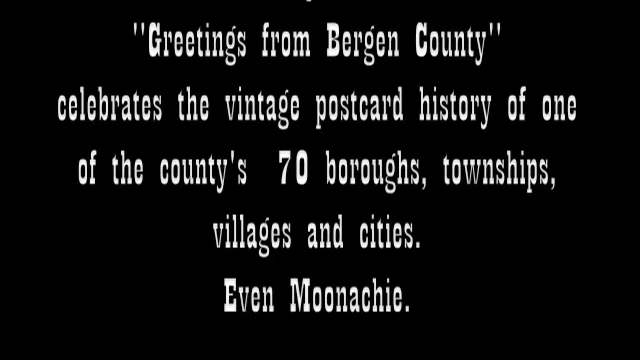 "Greetings from Bergen County"
celebrates the vintage postcard history of one
of the county's 70 boroughs, townships,
villages and cities.
Even Moonachie.